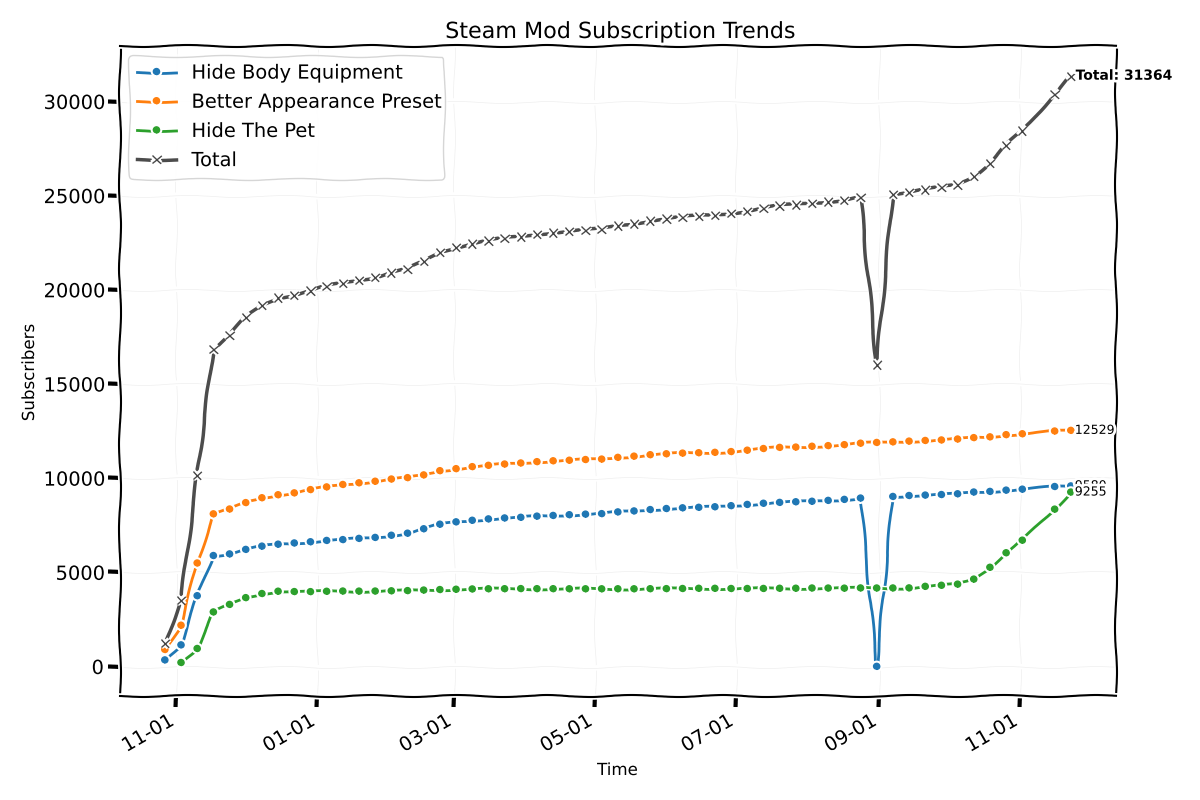 Steam Mod Subscription Trends
Hide Body Equipment
Better Appearance Preset
Hide The Pet
Total
Total: 31364
30000
25000
20000
15000
10000
5000
0
12529
9255
Subscribers
11-01
01-01
03-01
05-01
07-01
09-01
11-01
Time